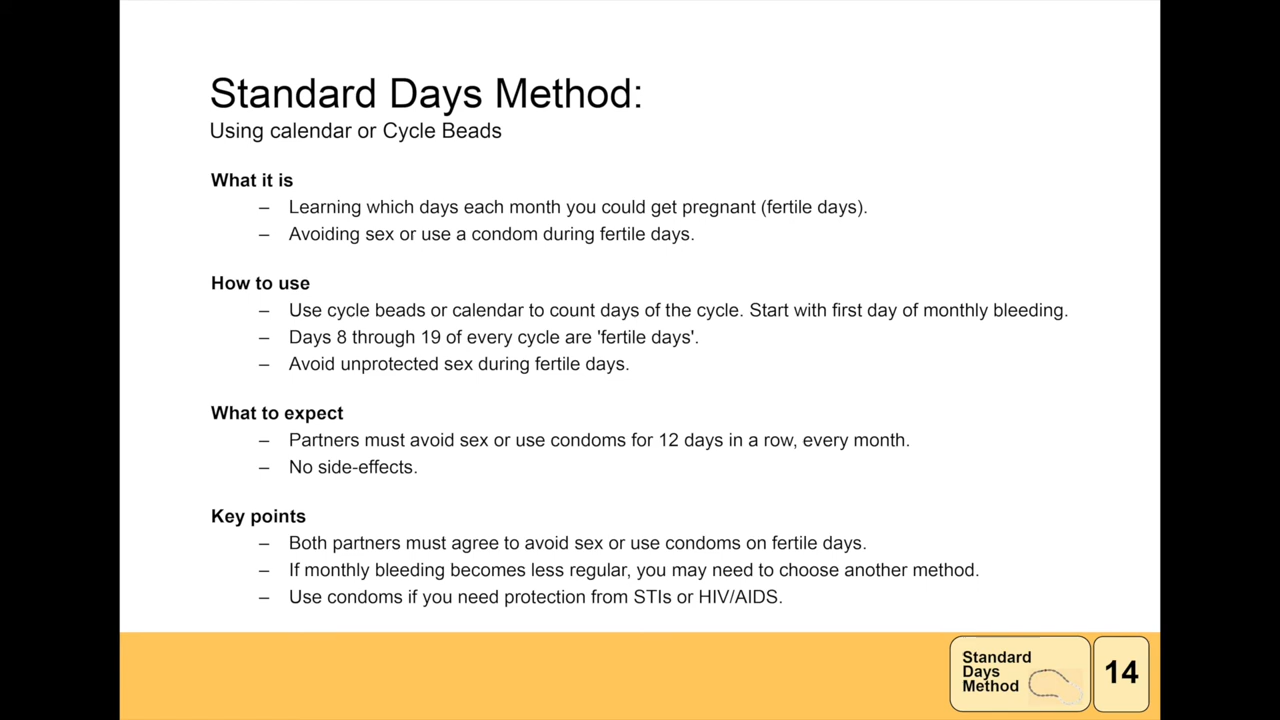 Standard Days Method:
Using calendar or Cycle Beads
What it is
– Learning which days each month you could get pregnant (fertile days).
– Avoiding sex or use a condom during fertile days.
How to use
– Use cycle beads or calendar to count days of the cycle. Start with first day of monthly bleeding.
– Days 8 through 19 of every cycle are 'fertile days'.
– Avoid unprotected sex during fertile days.
What to expect
– Partners must avoid sex or use condoms for 12 days in a row, every month.
– No side-effects.
Key points
– Both partners must agree to avoid sex or use condoms on fertile days.
– If monthly bleeding becomes less regular, you may need to choose another method.
– Use condoms if you need protection from STIs or HIV/AIDS.
Standard
Days
Method
14